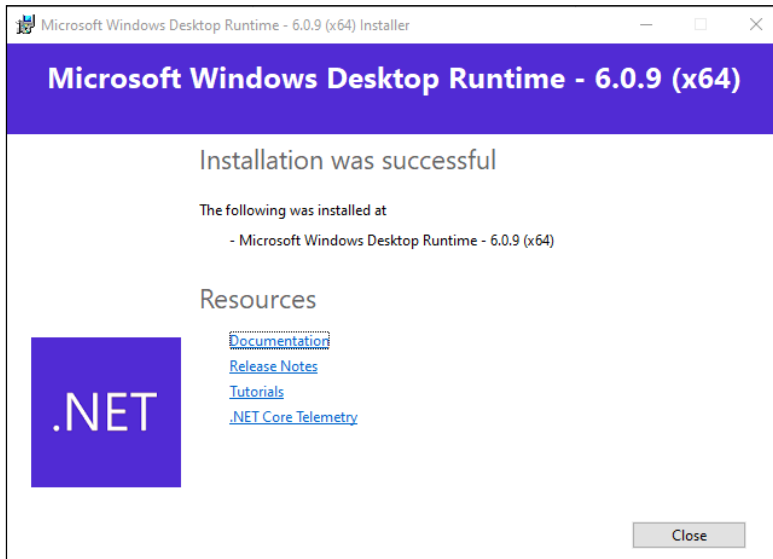 Microsoft Windows Desktop Runtime - 6.0.9 (x64) Installer
Microsoft Windows Desktop Runtime - 6.0.9 (x64)
Installation was successful
The following was installed at
- Microsoft Windows Desktop Runtime - 6.0.9 (x64)
Resources
Documentation
Release Notes
Tutorials
.NET Core Telemetry
.NET
Close